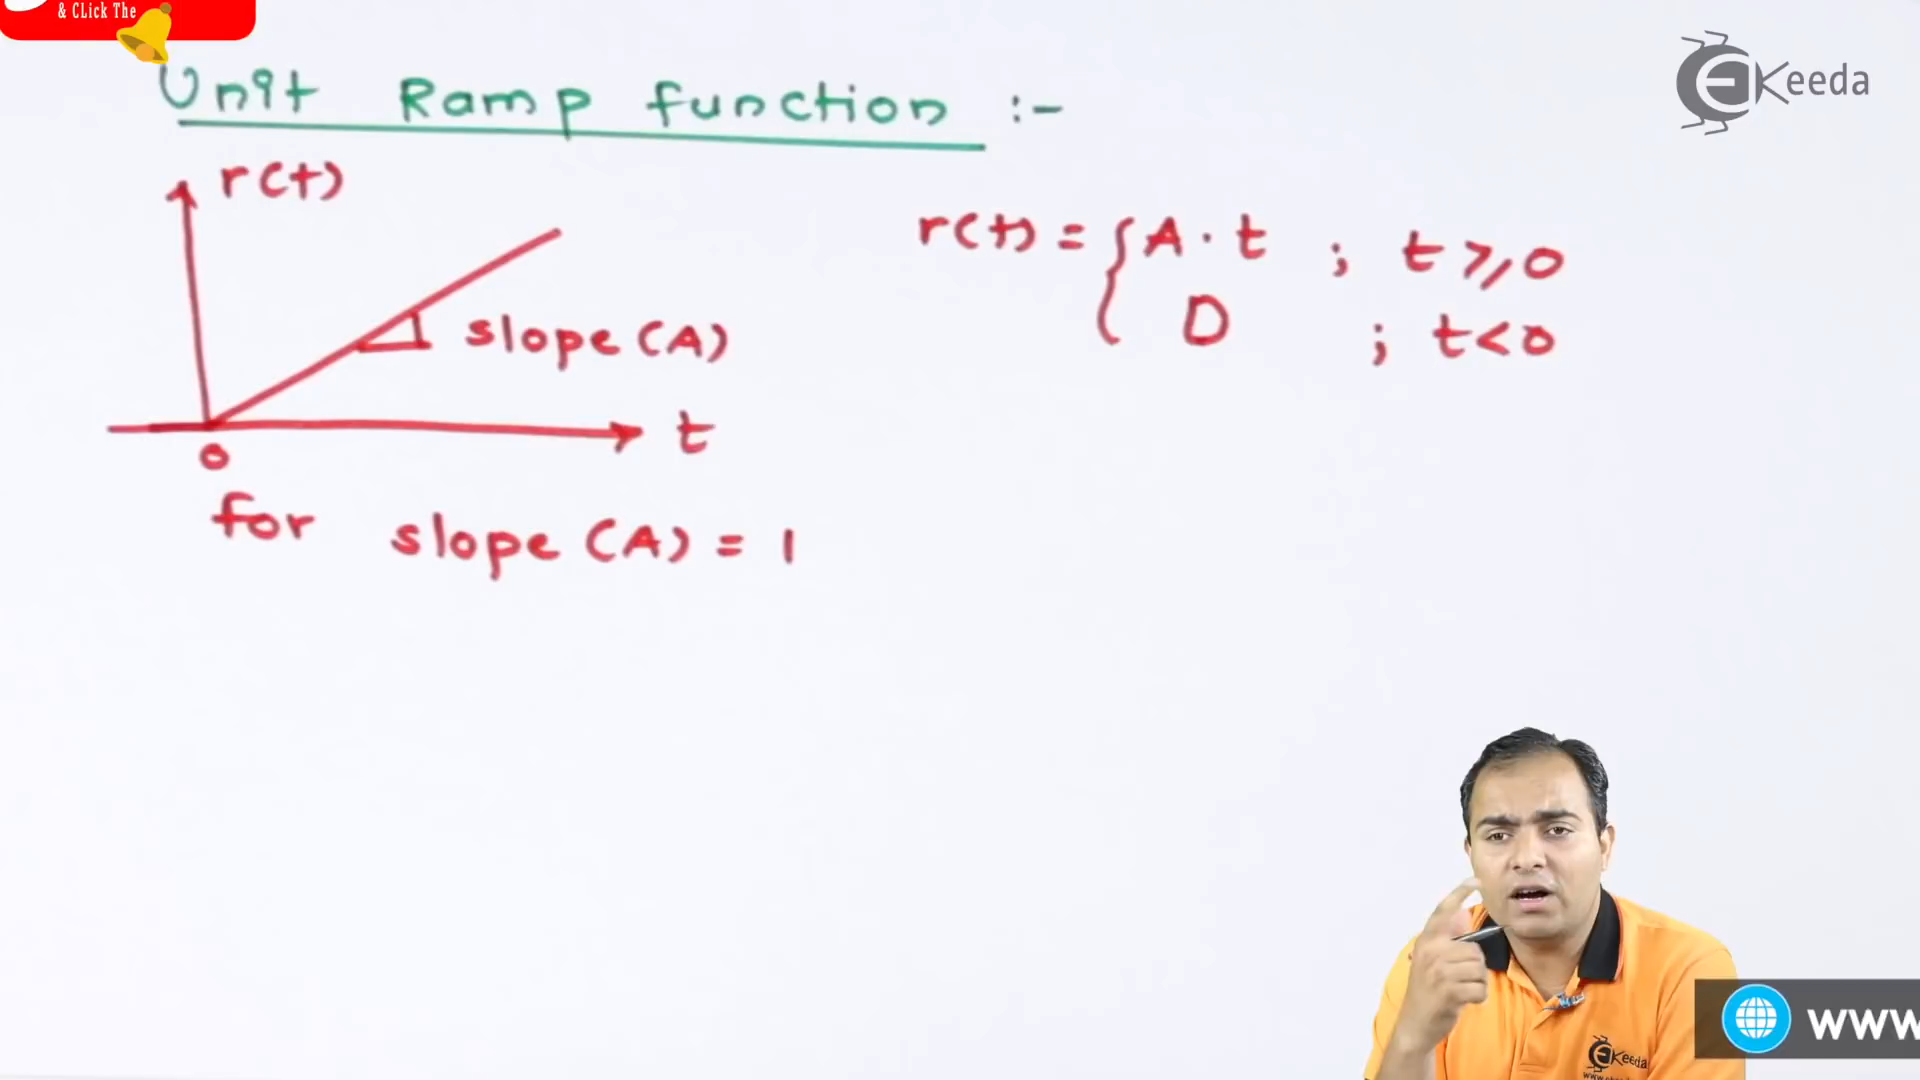 & CLick The
Unit Ramp function :-
Keeda
r(t)
r(t) = { A · t ; t ≥ 0
0 ; t < 0
slope (A)
t
0
for slope (A) = 1
Keeda
www